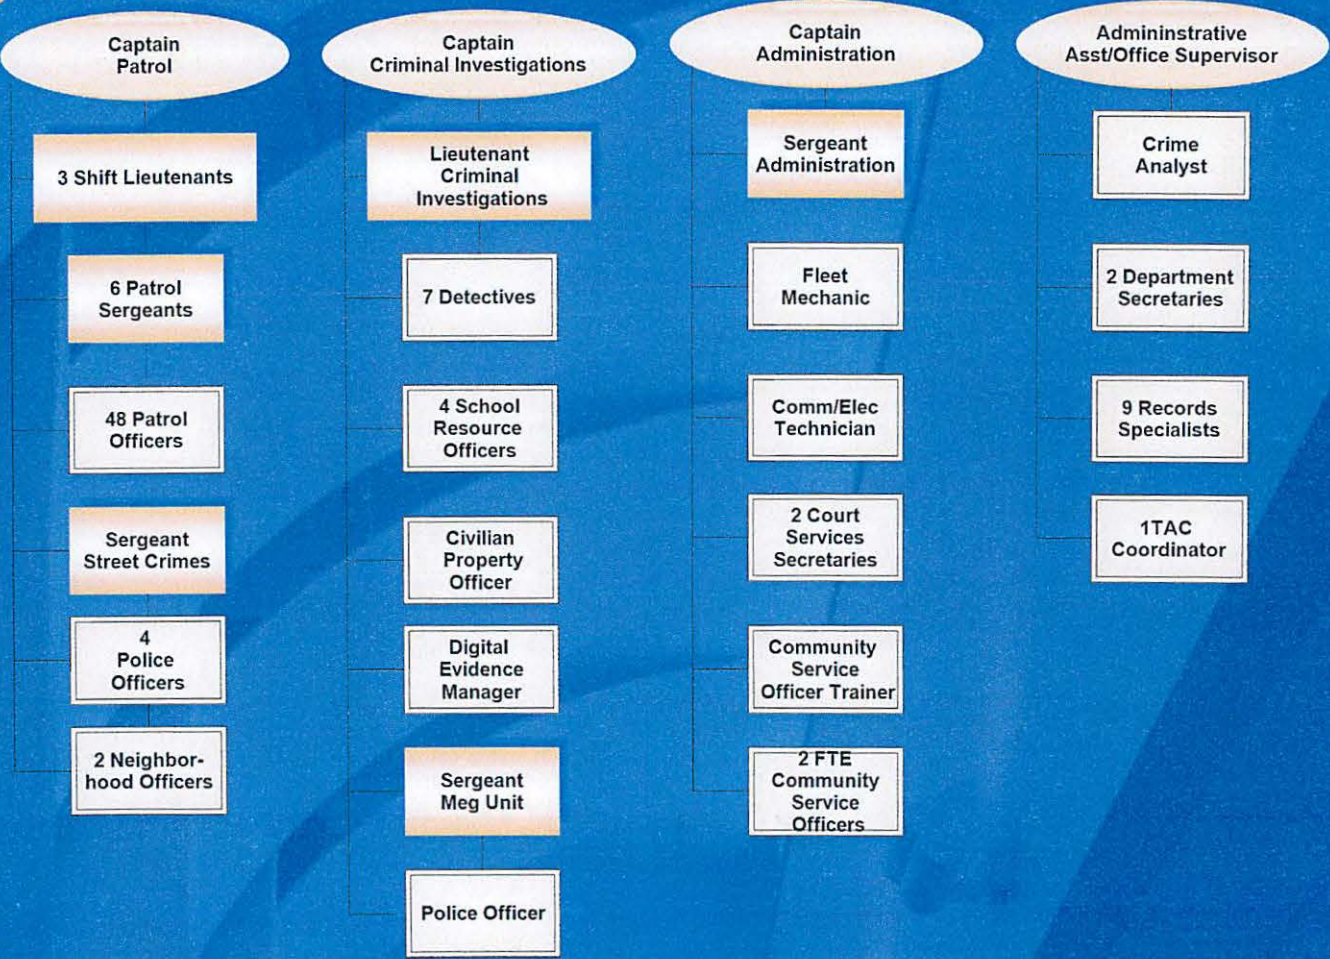 Captain
Patrol
3 Shift Lieutenants
6 Patrol
Sergeants
48 Patrol
Officers
Sergeant
Street Crimes
4
Police
Officers
2 Neighbor-
hood Officers
Captain
Criminal Investigations
Lieutenant
Criminal
Investigations
7 Detectives
4 School
Resource
Officers
Civilian
Property
Officer
Digital
Evidence
Manager
Sergeant
Meg Unit
Police Officer
Captain
Administration
Sergeant
Administration
Fleet
Mechanic
Comm/Elec
Technician
2 Court
Services
Secretaries
Community
Service
Officer Trainer
2 FTE
Community
Service
Officers
Admininstrative
Asst/Office Supervisor
Crime
Analyst
2 Department
Secretaries
9 Records
Specialists
1TAC
Coordinator